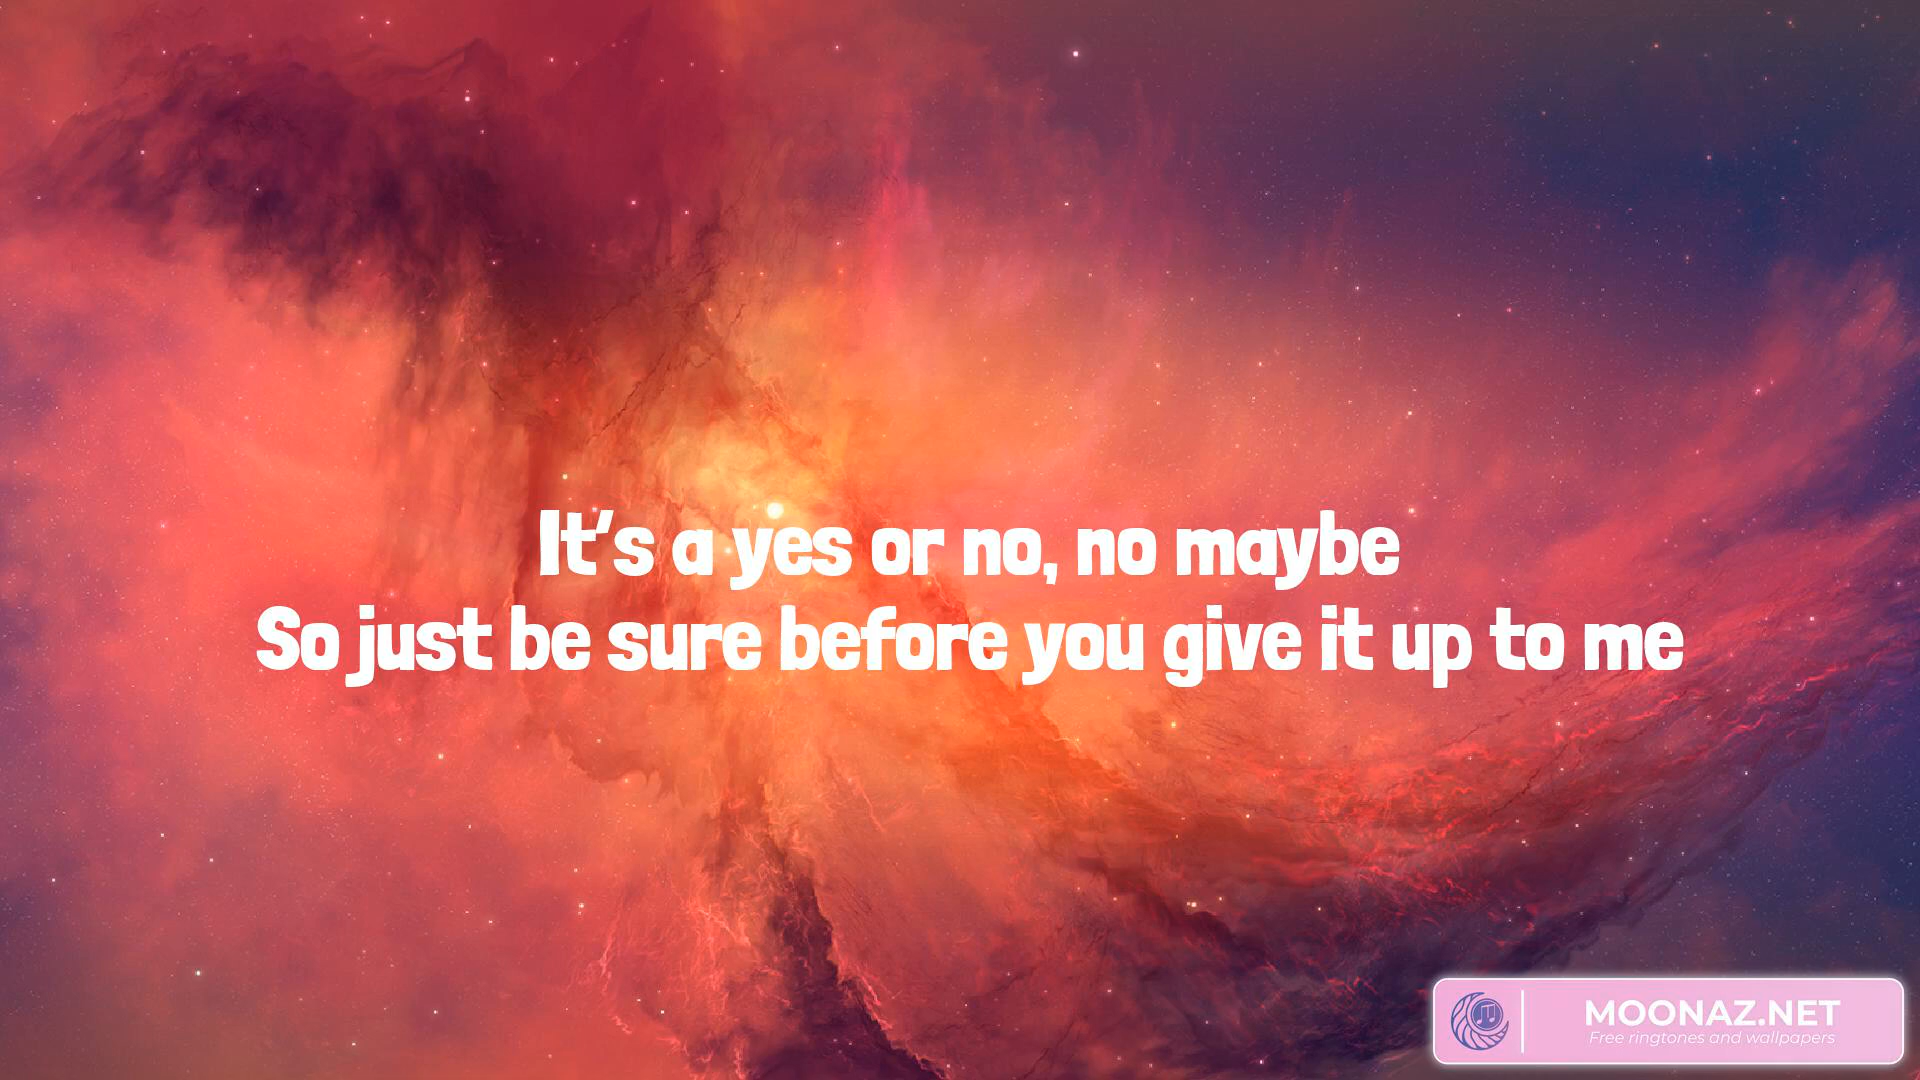 It's a yes or no, no maybe
So just be sure before you give it up to me
MOONAZ.NET
Free ringtones and wallpapers